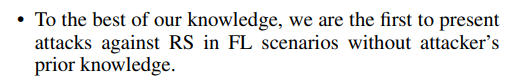 • To the best of our knowledge, we are the first to present
attacks against RS in FL scenarios without attacker's
prior knowledge.